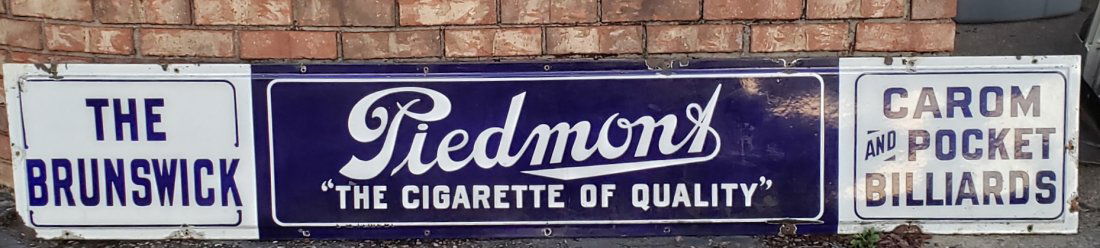 THE
BRUNSWICK
Piedmont
“THE CIGARETTE OF QUALITY”
CAROM
AND POCKET
BILLIARDS